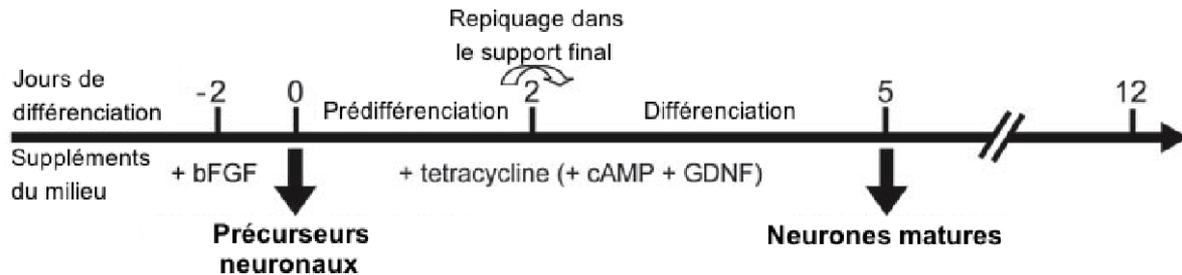 Repiquage dans
le support final
Jours de
différenciation
-2 0 Prédifférenciation 2 Différenciation 5 12
Suppléments
du milieu
+ bFGF + tetracycline (+ cAMP + GDNF)
Précurseurs
neuronaux
Neurones matures